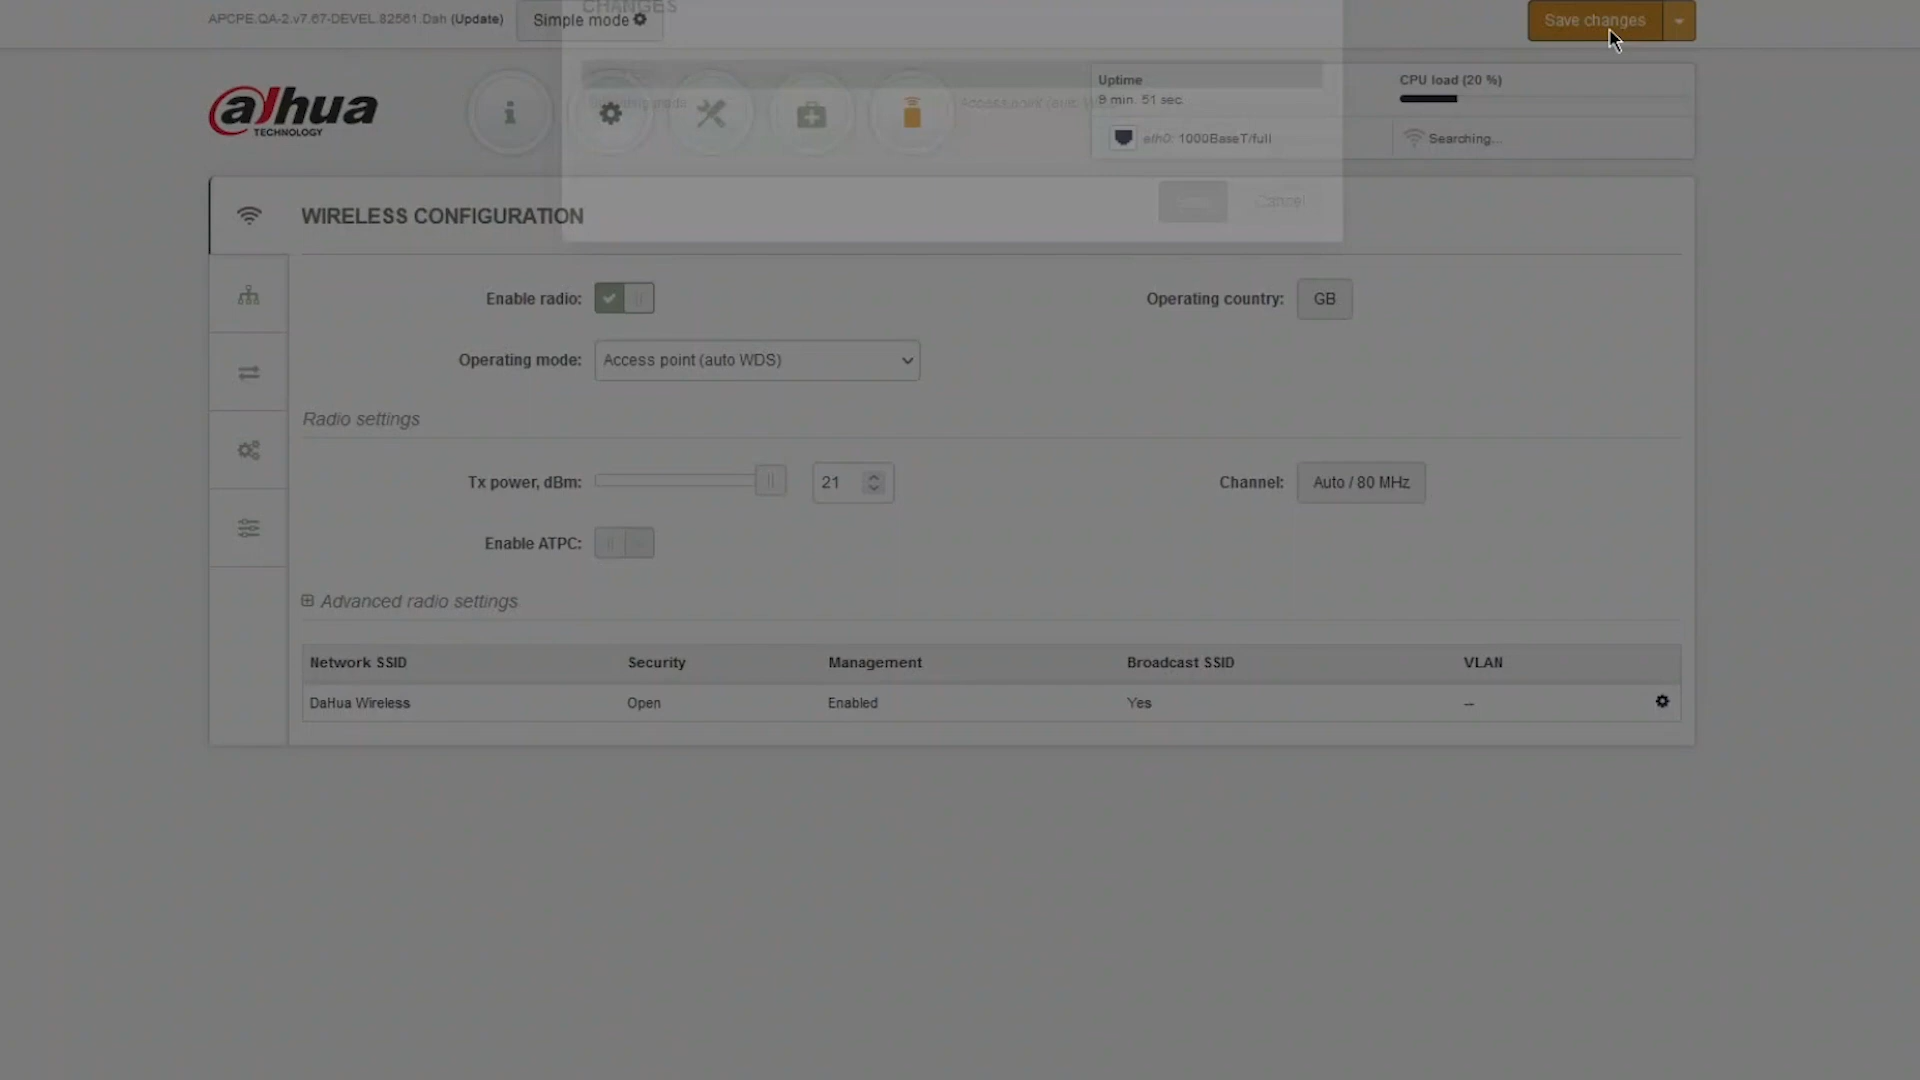 CHANGES
APCPE.QA-2.v7.67-DEVEL.82561.Dah (Update)
Simple mode
Save changes
alhua
TECHNOLOGY
Uptime
9 min. 51 sec.
CPU load (20 %)
eth0: 1000BaseT/full
Searching...
Cancel
WIRELESS CONFIGURATION
Enable radio:
Operating country: GB
Operating mode: Access point (auto WDS)
Radio settings
Tx power, dBm: 21
Channel: Auto / 80 MHz
Enable ATPC:
Advanced radio settings
Network SSID Security Management Broadcast SSID VLAN
DaHua Wireless Open Enabled Yes --